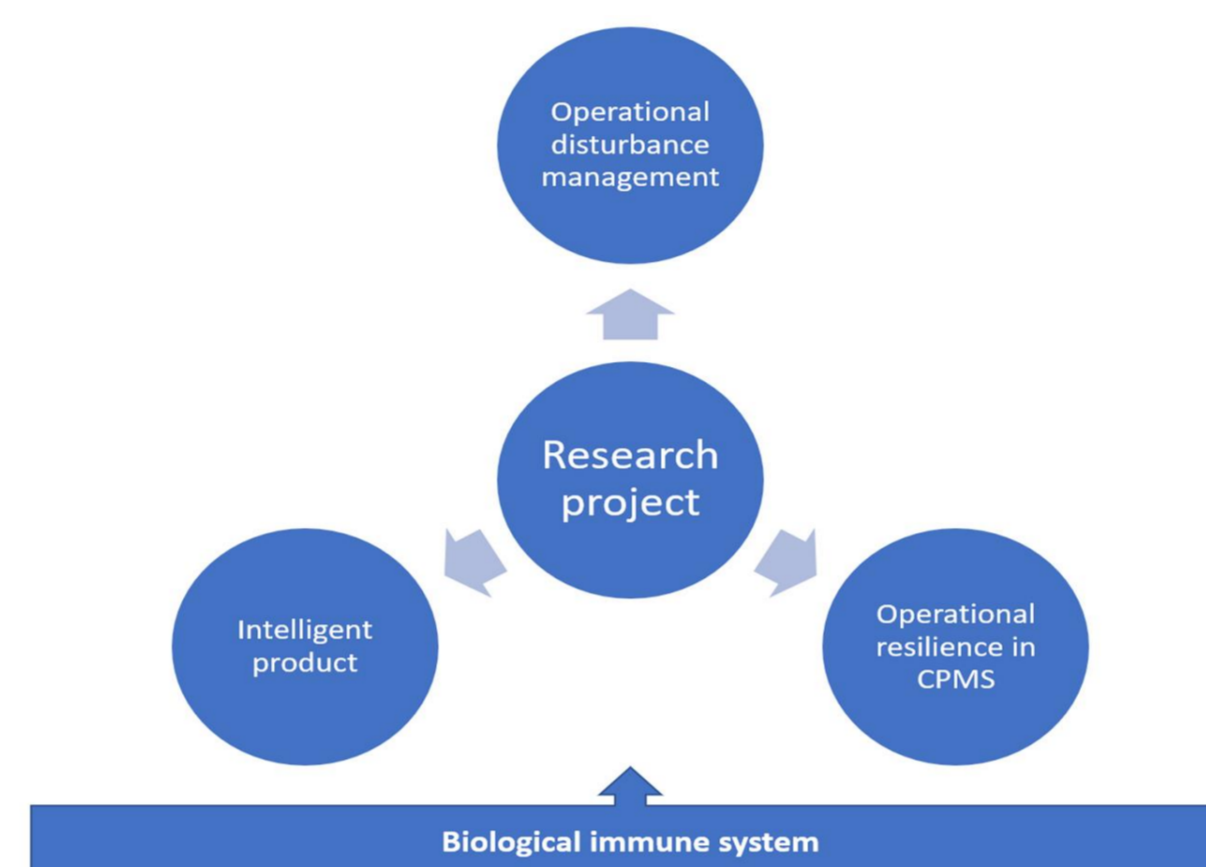 Operational
disturbance
management
Research
project
Intelligent
product
Operational
resilience in
CPMS
Biological immune system